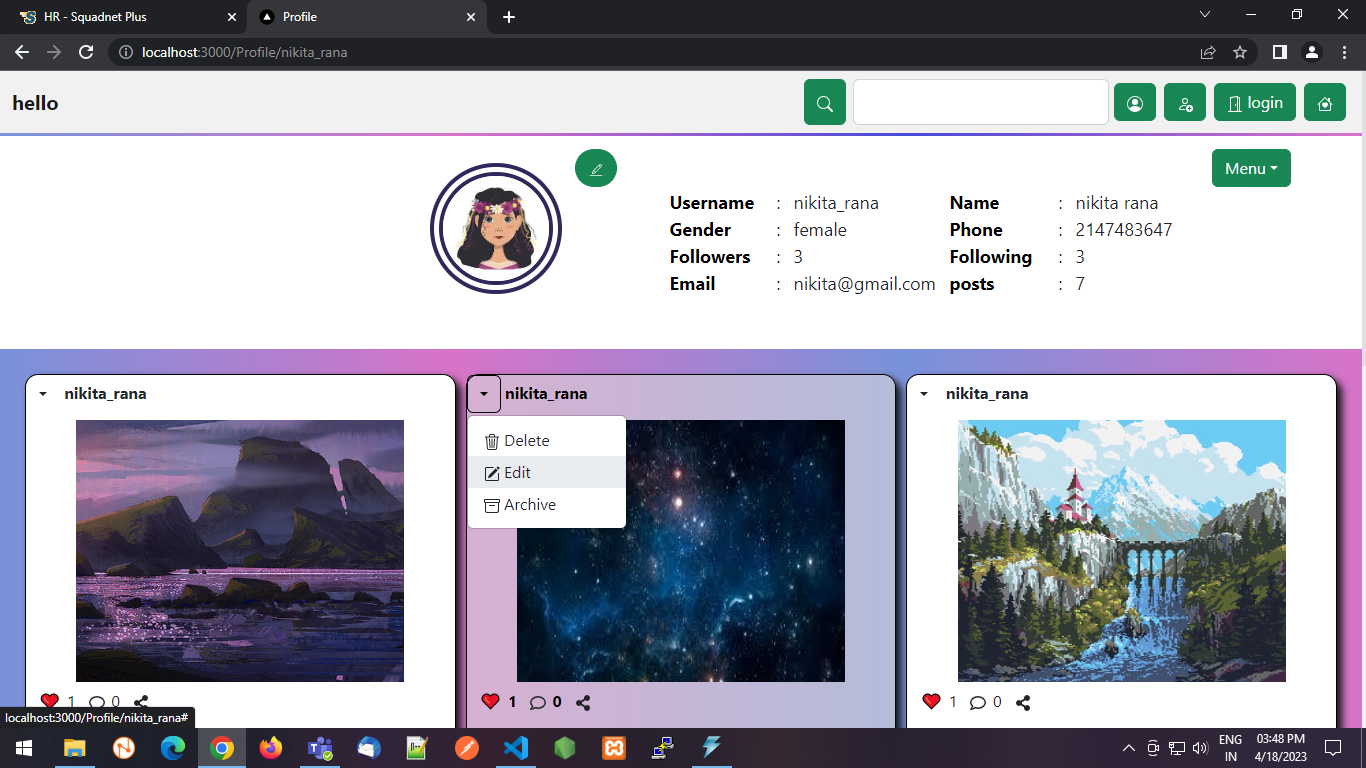 HR - Squadnet Plus
Profile
localhost:3000/Profile/nikita_rana
hello
login
Menu
Username : nikita_rana Name : nikita rana
Gender : female Phone : 2147483647
Followers : 3 Following : 3
Email : nikita@gmail.com posts : 7
nikita_rana
nikita_rana
nikita_rana
Delete
Edit
Archive
1 0
1 0
1 0
localhost:3000/Profile/nikita_rana#
ENG
IN
03:48 PM
4/18/2023